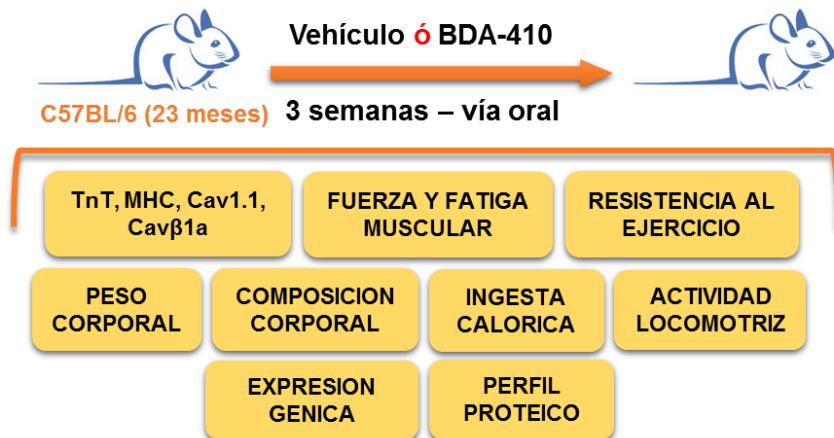 Vehículo ó BDA-410
C57BL/6 (23 meses)
3 semanas – vía oral
TnT, MHC, Cav1.1,
Cavβ1a
FUERZA Y FATIGA
MUSCULAR
RESISTENCIA AL
EJERCICIO
PESO
CORPORAL
COMPOSICION
CORPORAL
INGESTA
CALORICA
ACTIVIDAD
LOCOMOTRIZ
EXPRESION
GENICA
PERFIL
PROTEICO